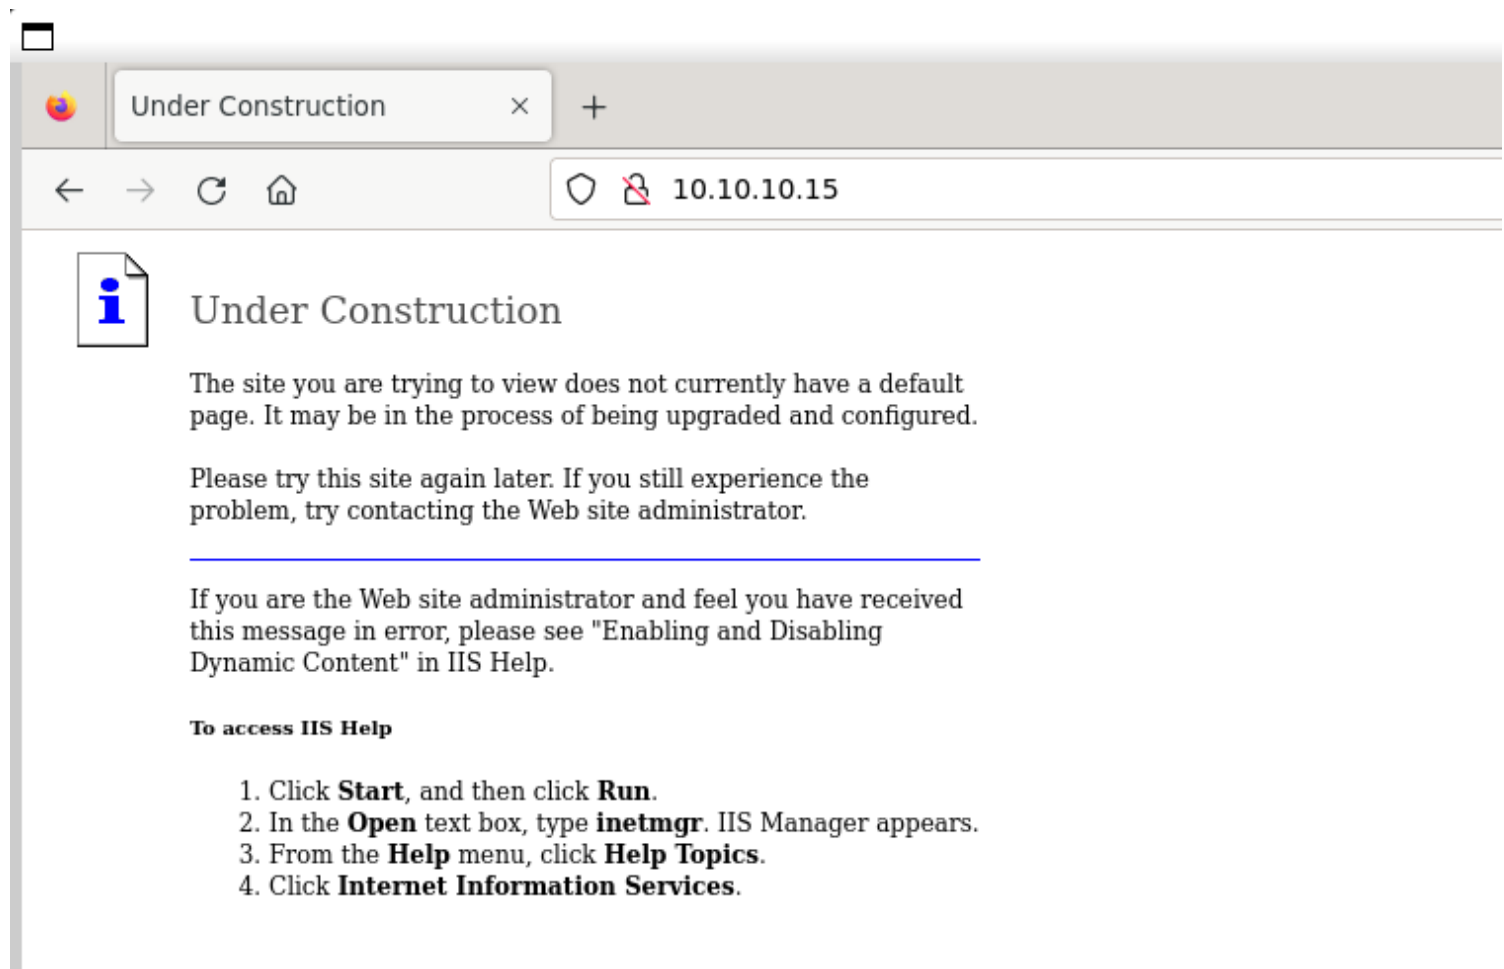 Under Construction
10.10.10.15
i
Under Construction
The site you are trying to view does not currently have a default
page. It may be in the process of being upgraded and configured.
Please try this site again later. If you still experience the
problem, try contacting the Web site administrator.
If you are the Web site administrator and feel you have received
this message in error, please see "Enabling and Disabling
Dynamic Content" in IIS Help.
To access IIS Help
1. Click Start, and then click Run.
2. In the Open text box, type inetmgr. IIS Manager appears.
3. From the Help menu, click Help Topics.
4. Click Internet Information Services.